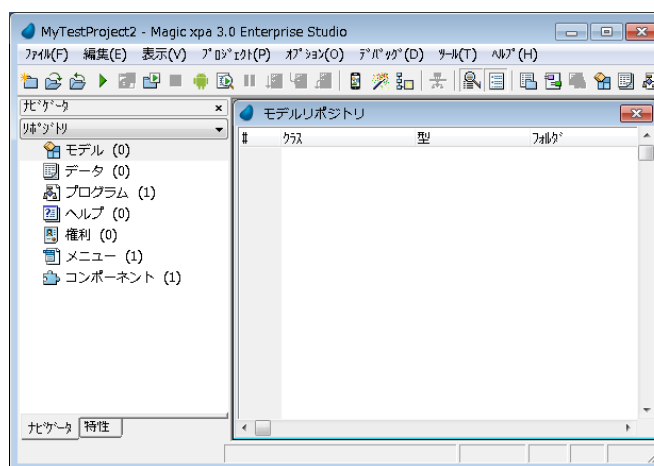 MyTestProject2 - Magic xpa 3.0 Enterprise Studio
ﾌｧｲﾙ(F) 編集(E) 表示(V) ﾌﾟﾛｼﾞｪｸﾄ(P) ｵﾌﾟｼｮﾝ(O) ﾃﾞﾊﾞｯｸﾞ(D) ﾂｰﾙ(T) ﾍﾙﾌﾟ(H)
ﾅﾋﾞｹﾞｰﾀ
ﾘﾎﾟｼﾞﾄﾘ
モデル (0)
データ (0)
プログラム (1)
ヘルプ (0)
権利 (0)
メニュー (1)
コンポーネント (1)
ﾅﾋﾞｹﾞｰﾀ 特性
モデルリポジトリ
# ｸﾗｽ 型 ﾌｫﾙﾀﾞ